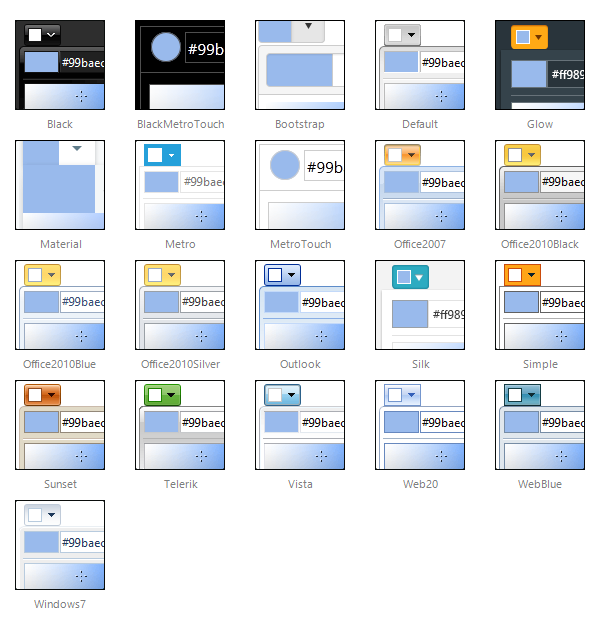 #99baec
#99b
#99baec
#ff989
Black
BlackMetroTouch
Bootstrap
Default
Glow
#99baec
#99b
#99baec
#99baec
Material
Metro
MetroTouch
Office2007
Office2010Black
#99baec
#99baec
#99baec
#ff989
#99baec
Office2010Blue
Office2010Silver
Outlook
Silk
Simple
#99baec
#99baec
#99baec
#99baec
#99baec
Sunset
Telerik
Vista
Web20
WebBlue
#99baec
Windows7